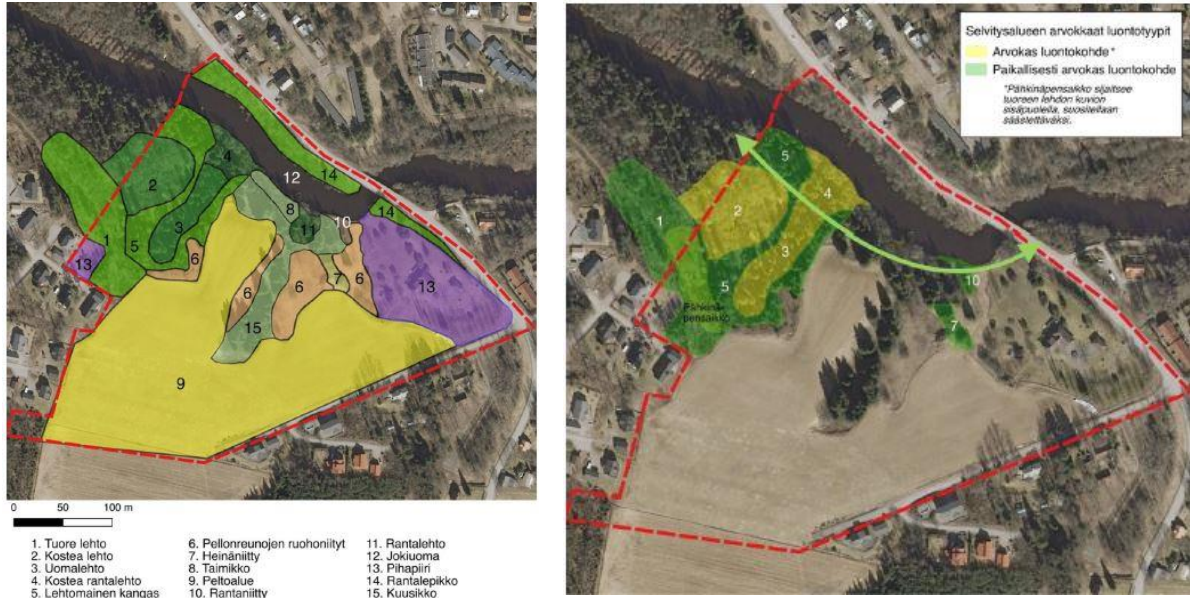 4
2
12
14
1
8
3
10
5
11
14
13
6
7
6
6
6
13
15
9
0 50 100 m
1. Tuore lehto
2. Kostea lehto
3. Uomalehto
4. Kostea rantalehto
5. Lehtomainen kangas
6. Pellonreunojen ruohoniityt
7. Heinäniitty
8. Taimikko
9. Peltoalue
10. Rantaniitty
11. Rantalehto
12. Jokiuoma
13. Pihapiiri
14. Rantalepikko
15. Kuusikko
Selvitysalueen arvokkaat luontotyypit
Arvokas luontokohde*
Paikallisesti arvokas luontokohde
*Pähkinäpensaikko sijaitsee
tuoreen lehdon kuvion
sisäpuolella, suositellaan
säästettäväksi.
5
1
2
4
3
5
10
Pähkinä-
pensaikko
7